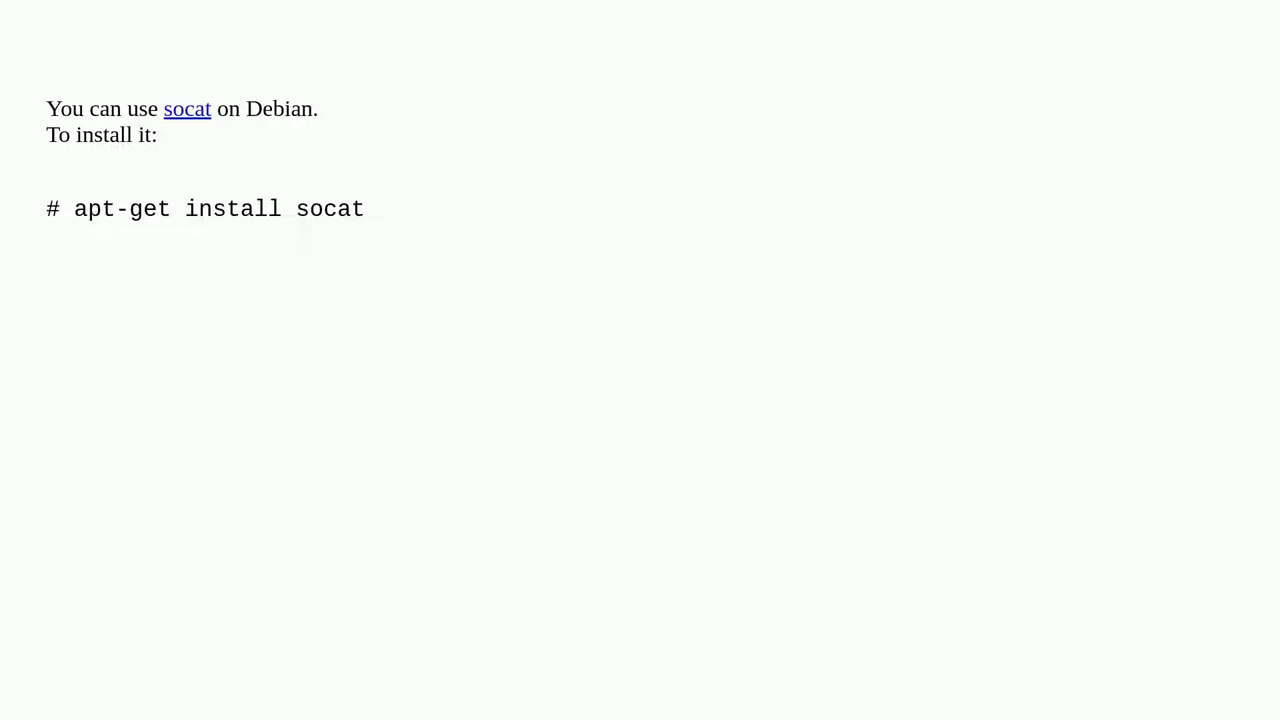 You can use socat on Debian.
To install it:
# apt-get install socat